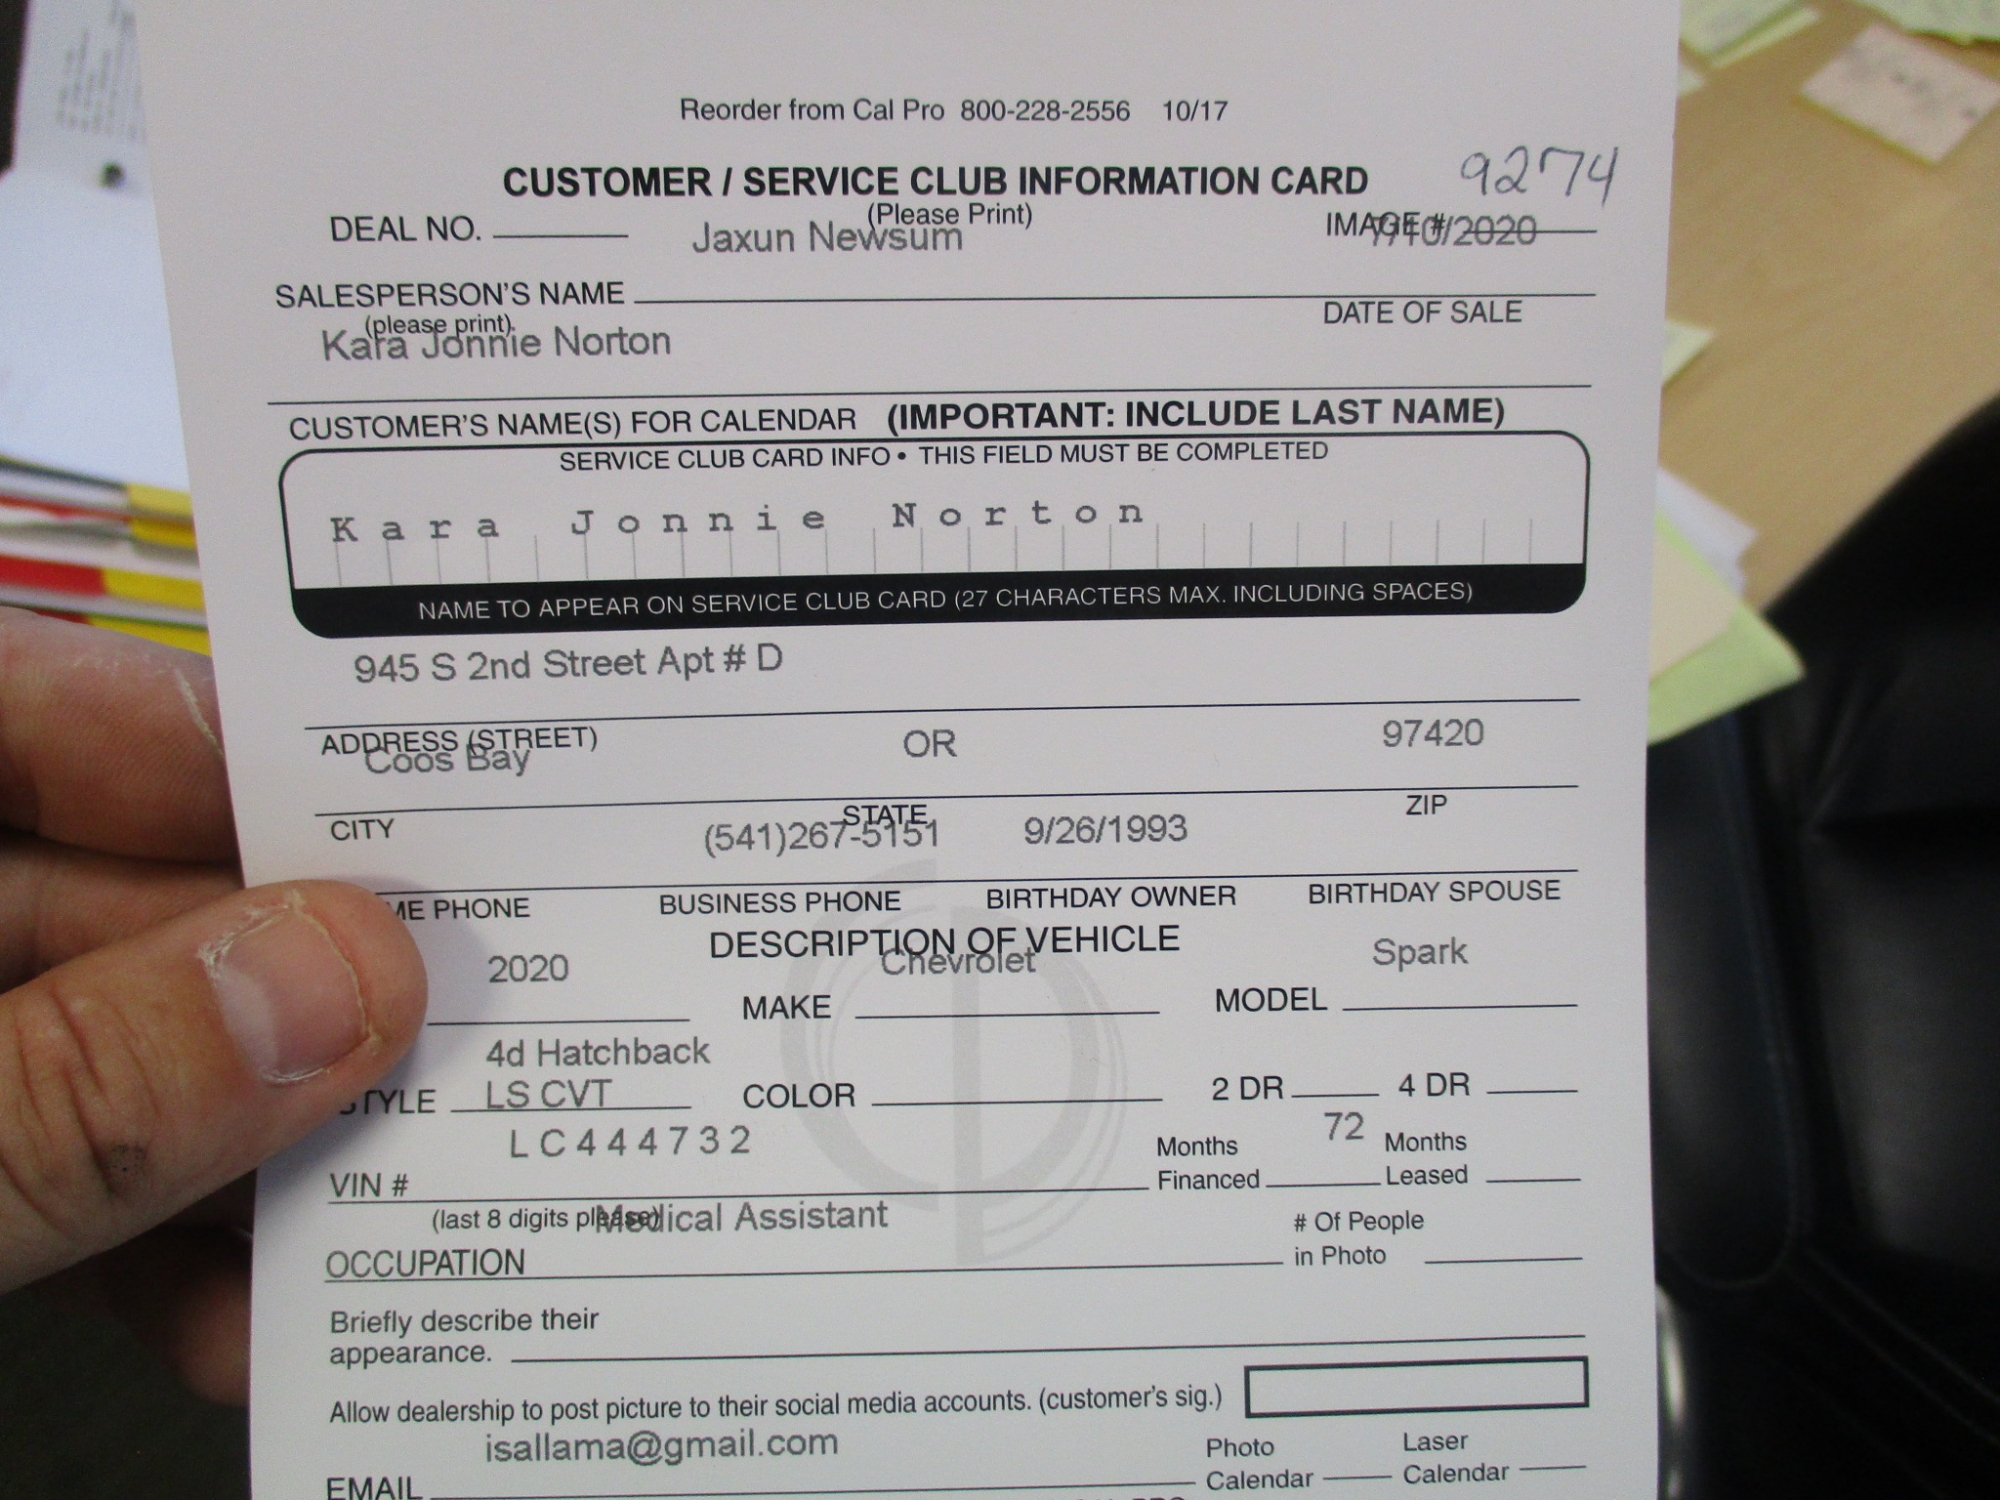 Reorder from Cal Pro 800-228-2556 10/17
9274
CUSTOMER / SERVICE CLUB INFORMATION CARD
(Please Print)
DEAL NO. Jaxun Newsum IMAGE # 7/10/2020
SALESPERSON'S NAME
(please print). DATE OF SALE
Kara Jonnie Norton
CUSTOMER'S NAME(S) FOR CALENDAR (IMPORTANT: INCLUDE LAST NAME)
SERVICE CLUB CARD INFO • THIS FIELD MUST BE COMPLETED
Kara Jonnie Norton
NAME TO APPEAR ON SERVICE CLUB CARD (27 CHARACTERS MAX. INCLUDING SPACES)
945 S 2nd Street Apt # D
ADDRESS (STREET)
Coos Bay OR 97420
CITY STATE ZIP
(541)267-5151 9/26/1993
ME PHONE BUSINESS PHONE BIRTHDAY OWNER BIRTHDAY SPOUSE
DESCRIPTION OF VEHICLE
2020 Chevrolet Spark
MAKE MODEL
4d Hatchback
STYLE LS CVT COLOR 2 DR 4 DR
LC444732 72
VIN # Months Financed Months Leased
(last 8 digits please)
Medical Assistant
OCCUPATION # Of People in Photo
Briefly describe their
appearance.
Allow dealership to post picture to their social media accounts. (customer's sig.)
isallama@gmail.com
EMAIL Photo Calendar Laser Calendar